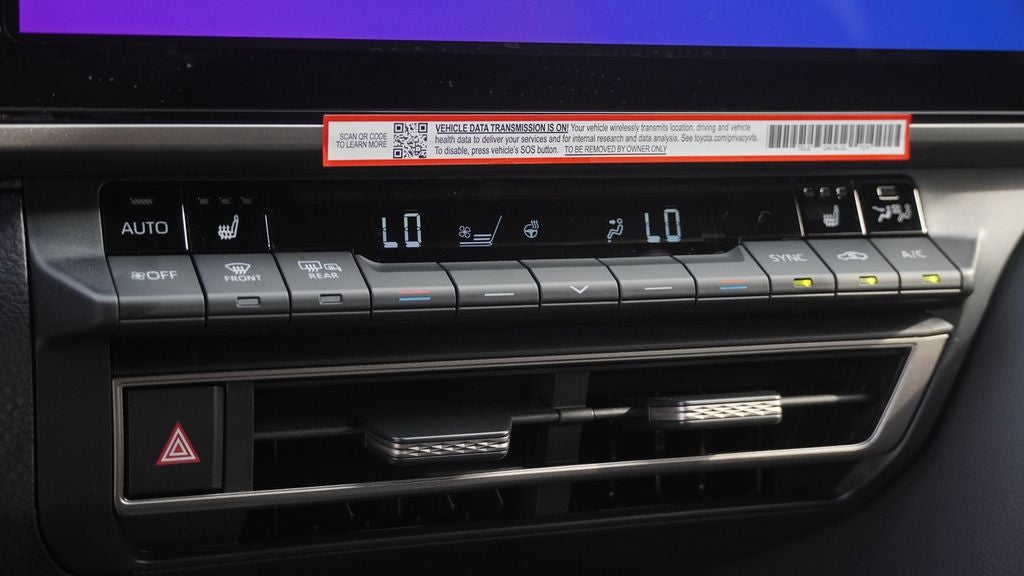 SCAN QR CODE
TO LEARN MORE
VEHICLE DATA TRANSMISSION IS ON! Your vehicle wirelessly transmits location, driving and vehicle
health data to deliver your services and for internal research and data analysis. See toyota.com/privacyvts.
To disable, press vehicle's SOS button. TO BE REMOVED BY OWNER ONLY
AUTO
LO
LO
OFF
FRONT
REAR
SYNC
A/C